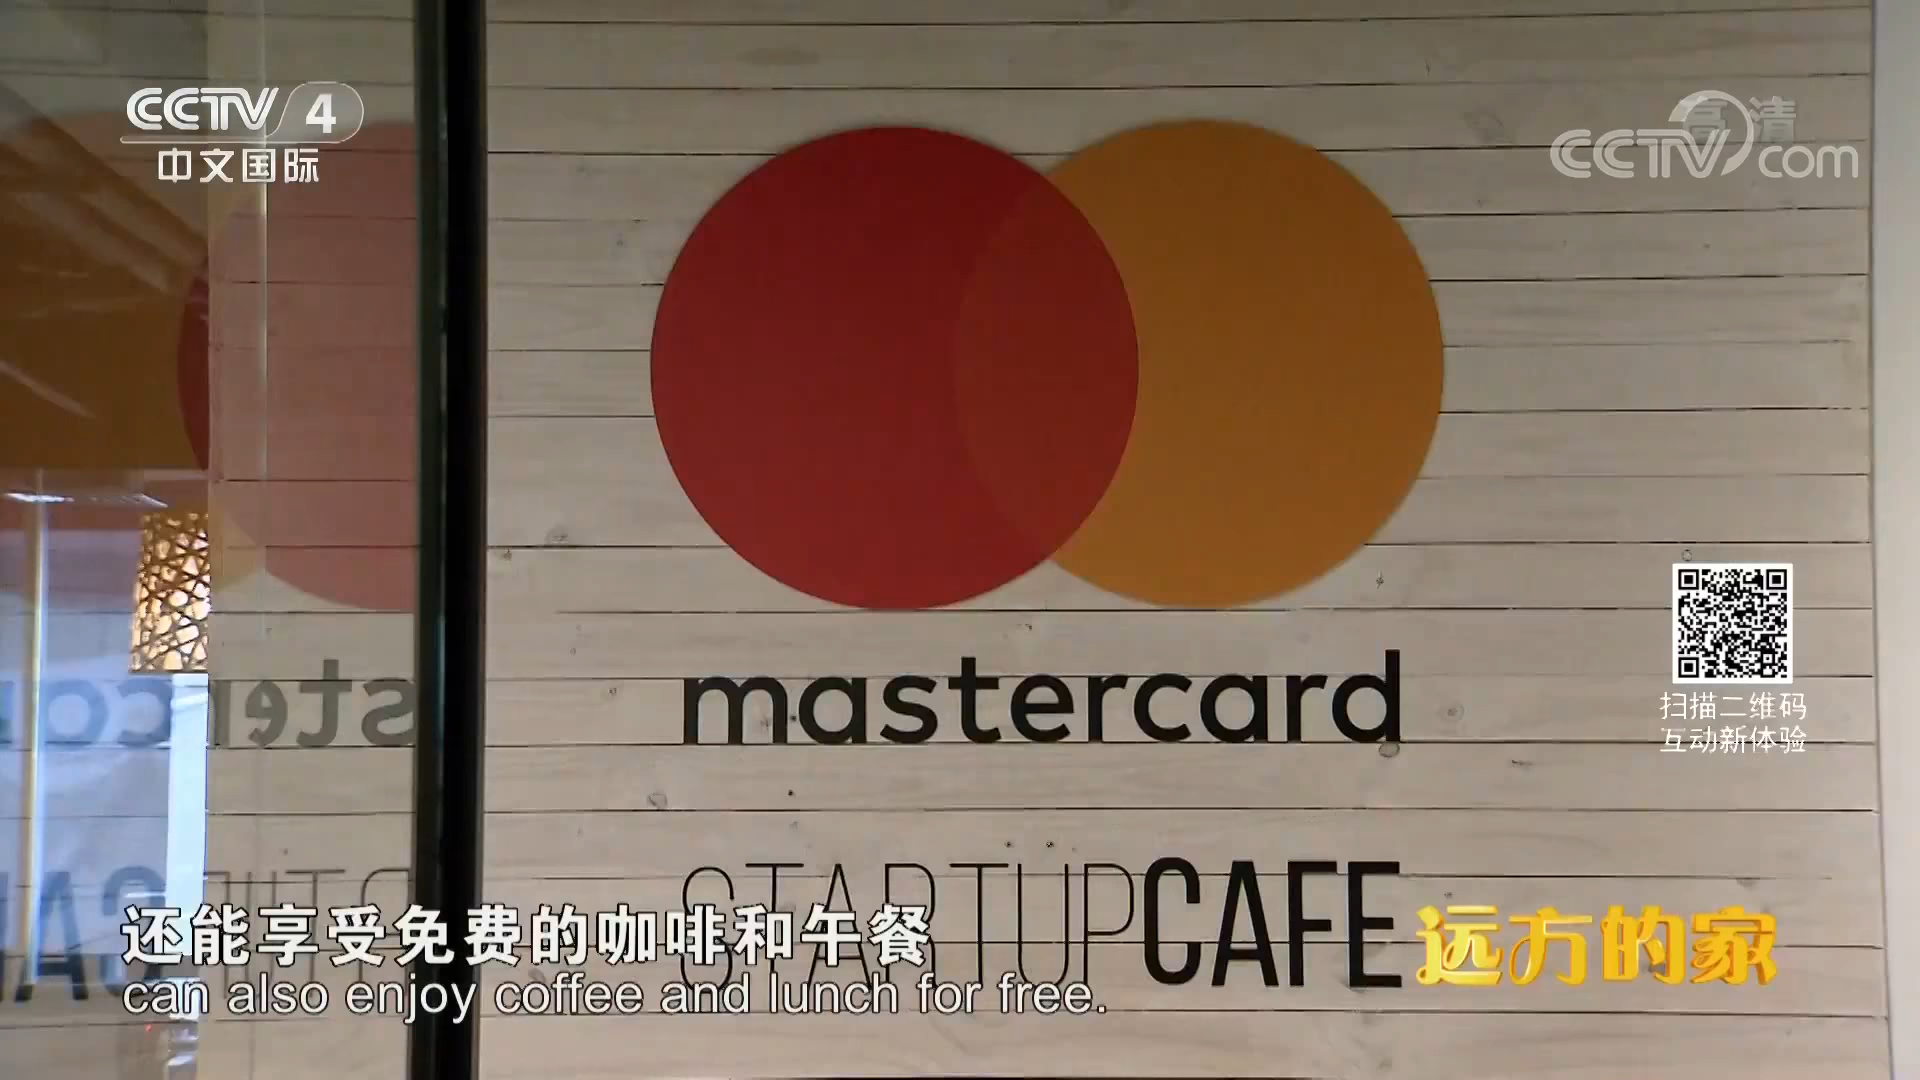 CCTV 4
中文国际
高清
CCTV com
mastercard
扫描二维码
互动新体验
STARTUPCAFE
还能享受免费的咖啡和午餐
远方的家
can also enjoy coffee and lunch for free.